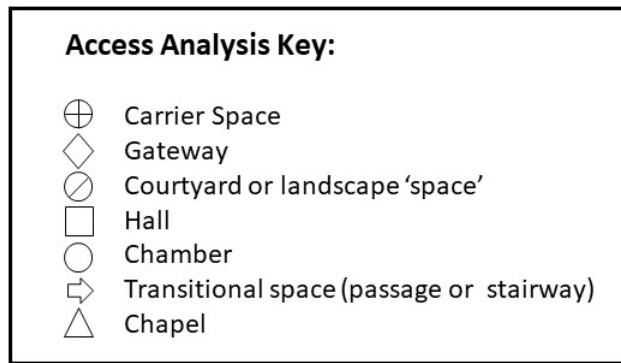 Access Analysis Key:
Carrier Space
Gateway
Courtyard or landscape ‘space’
Hall
Chamber
Transitional space (passage or stairway)
Chapel